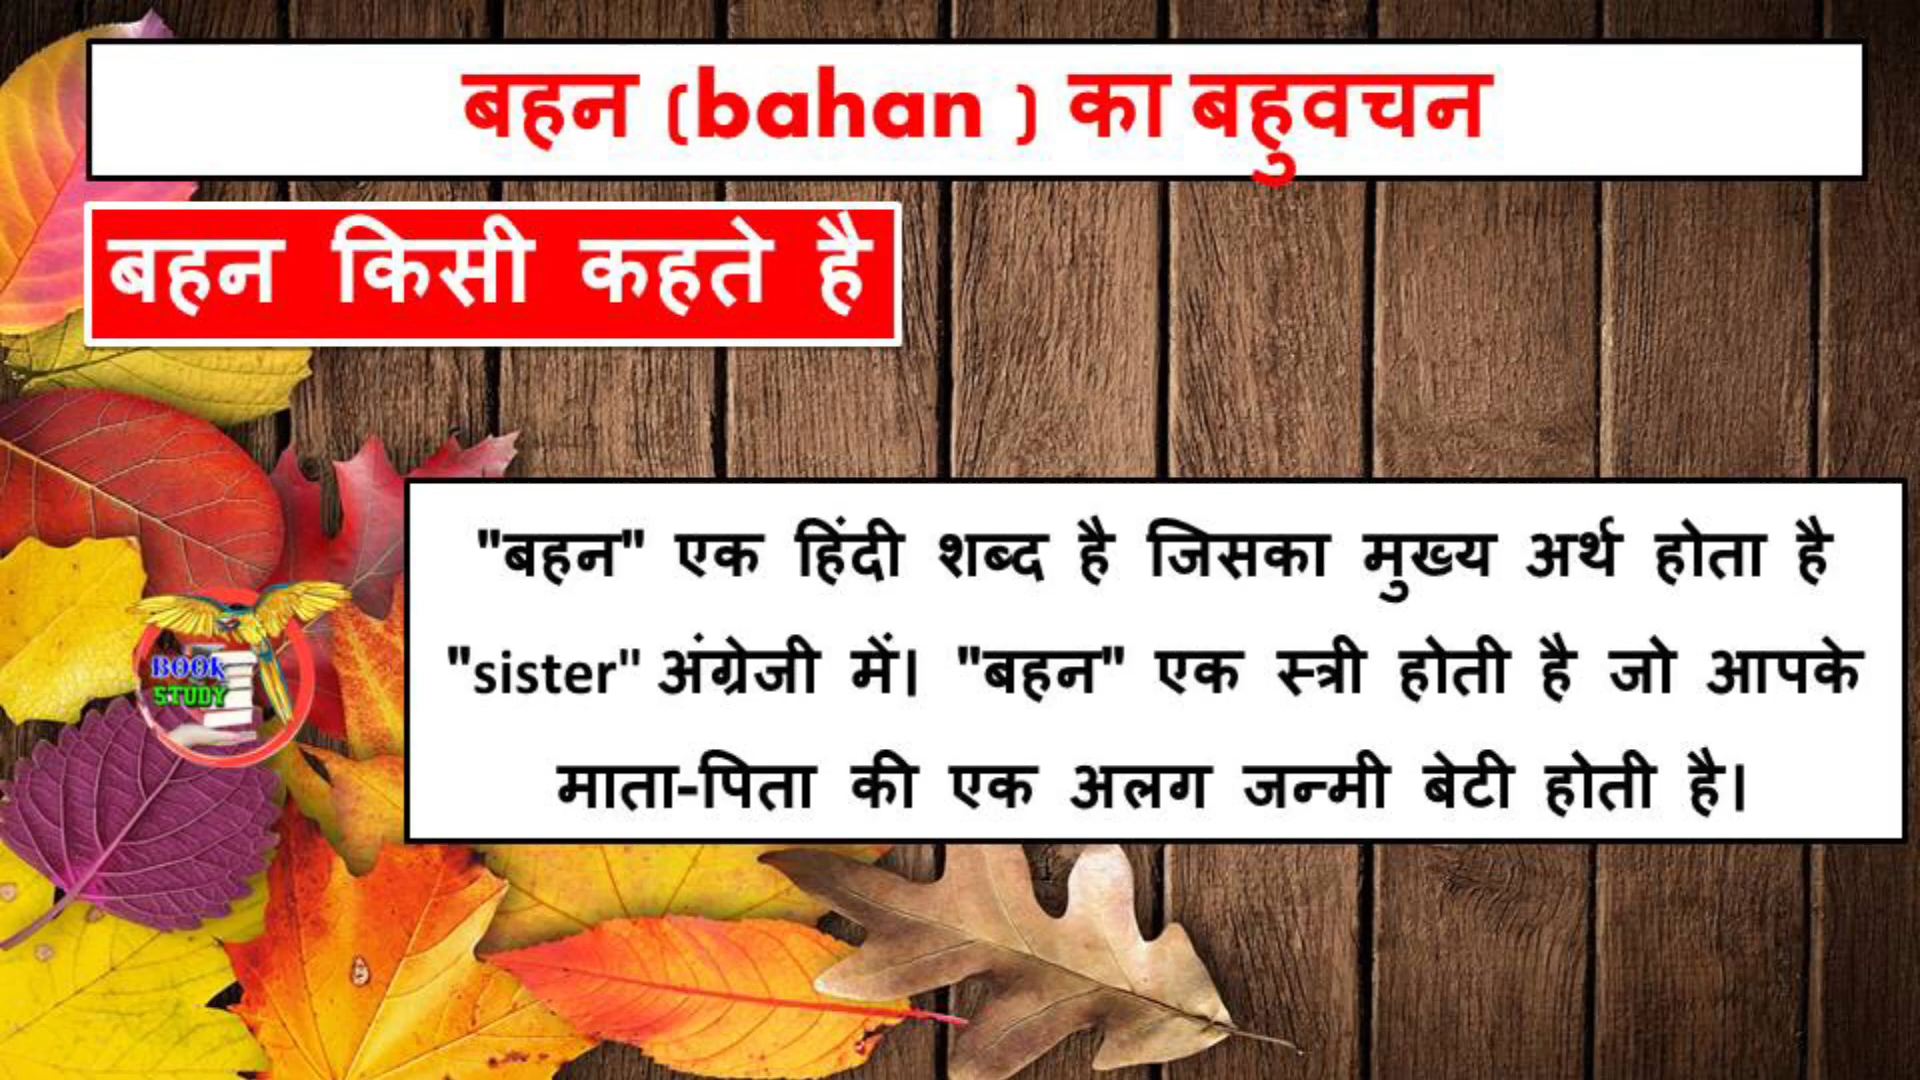 बहन (bahan ) का बहुवचन
बहन किसी कहते है
"बहन" एक हिंदी शब्द है जिसका मुख्य अर्थ होता है
"sister" अंग्रेजी में। "बहन" एक स्त्री होती है जो आपके
माता-पिता की एक अलग जन्मी बेटी होती है।
BOOK
STUDY